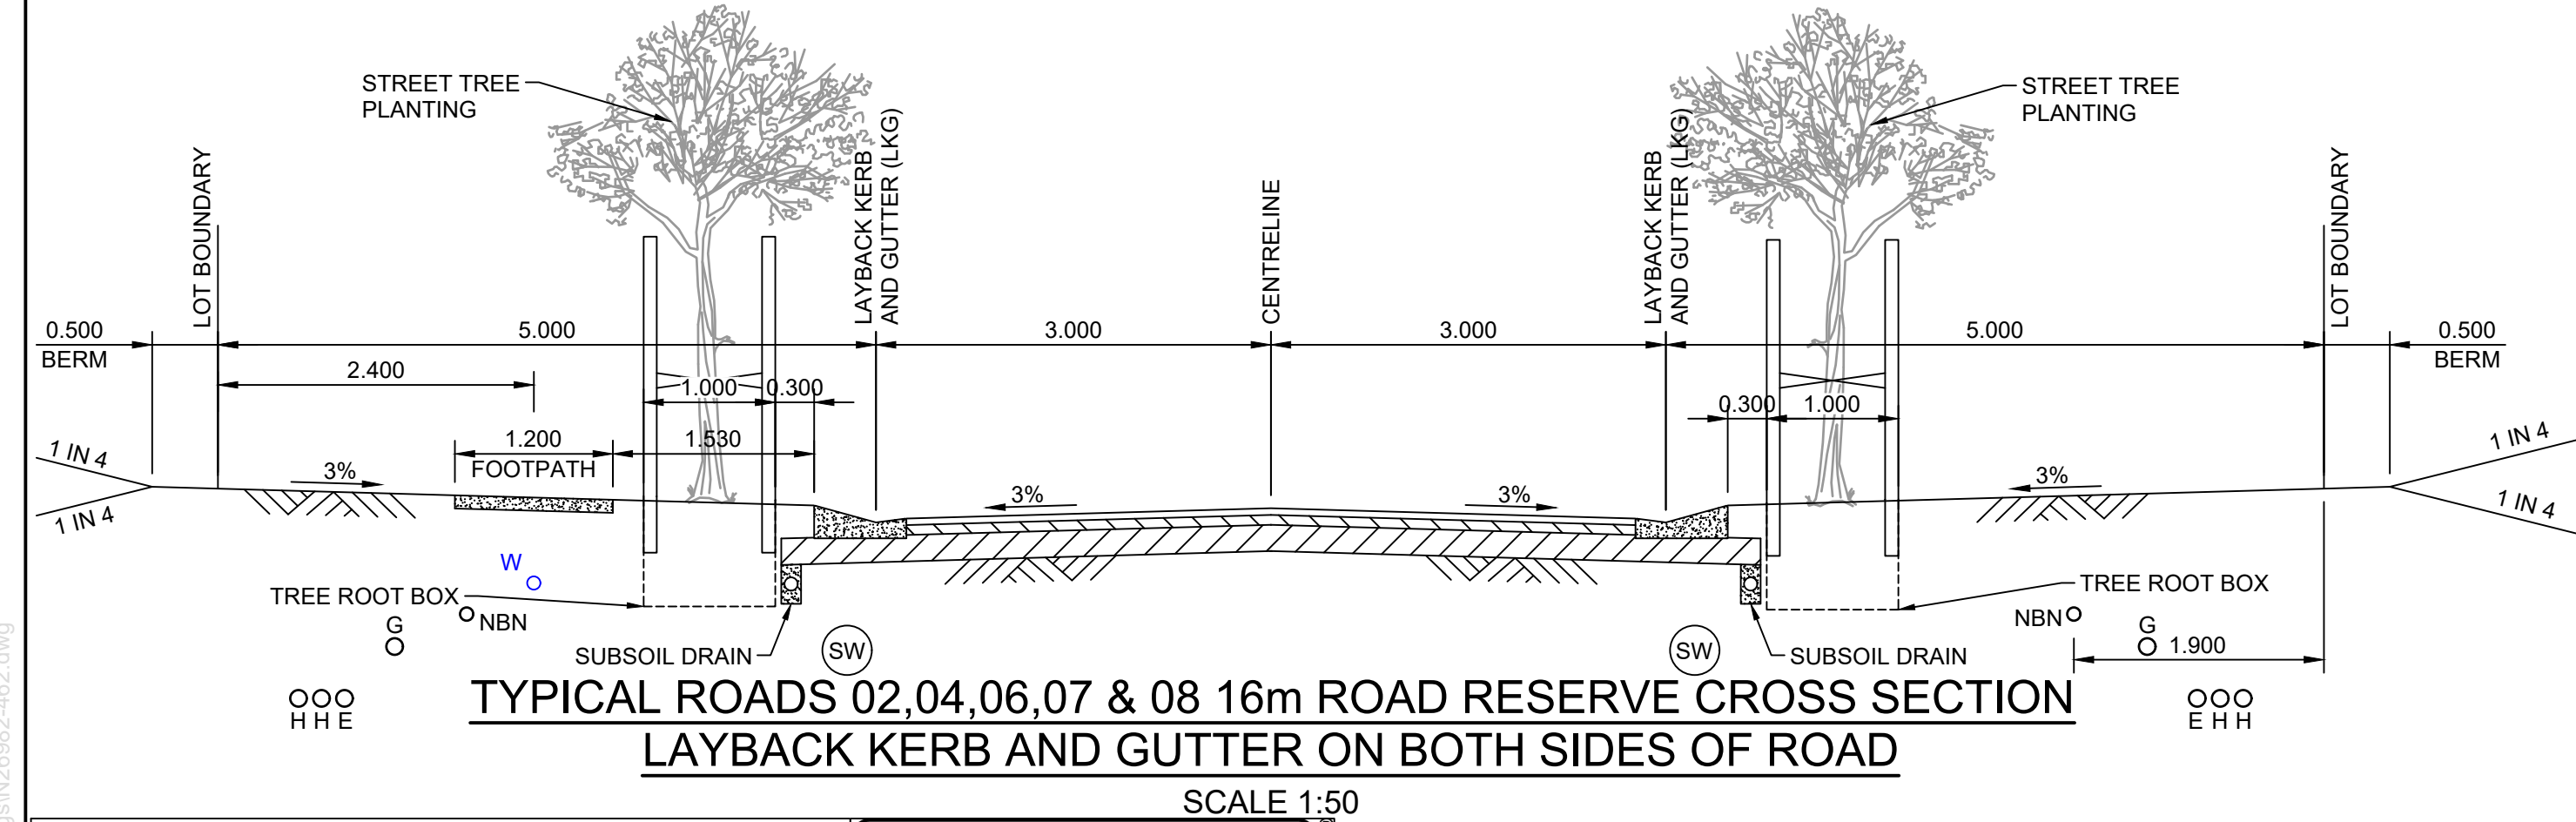 STREET TREE
PLANTING
STREET TREE
PLANTING
LOT BOUNDARY
LAYBACK KERB
AND GUTTER (LKG)
CENTRELINE
LAYBACK KERB
AND GUTTER (LKG)
LOT BOUNDARY
0.500
BERM
5.000
3.000
3.000
5.000
0.500
BERM
2.400
1.000
0.300
0.300
1.000
1.200
FOOTPATH
1.530
1 IN 4
1 IN 4
3%
3%
3%
3%
1 IN 4
1 IN 4
W
TREE ROOT BOX
NBN
G
SUBSOIL DRAIN
SW
SW
SUBSOIL DRAIN
TREE ROOT BOX
NBN
G
1.900
H H E
E H H
TYPICAL ROADS 02,04,06,07 & 08 16m ROAD RESERVE CROSS SECTION
LAYBACK KERB AND GUTTER ON BOTH SIDES OF ROAD
SCALE 1:50
gs\N26982-462.dwg